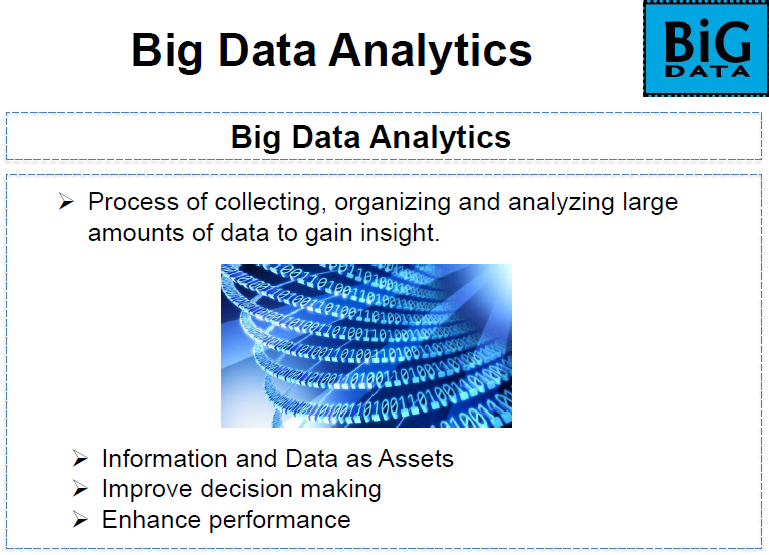 Big Data Analytics
BiG
DATA
Big Data Analytics
➢ Process of collecting, organizing and analyzing large
amounts of data to gain insight.
➢ Information and Data as Assets
➢ Improve decision making
➢ Enhance performance